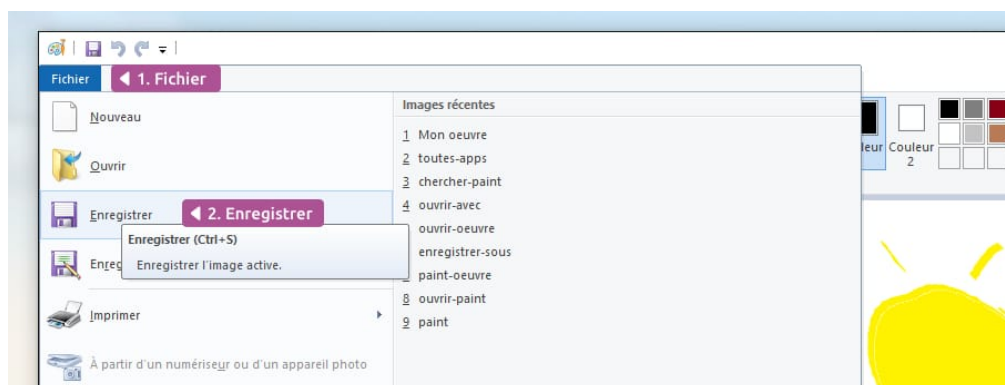 Fichier
1. Fichier
Nouveau
Ouvrir
Enregistrer
2. Enregistrer
Enregistrer (Ctrl+S)
Enregistrer l'image active.
Imprimer
À partir d'un numériseur ou d'un appareil photo
Images récentes
1 Mon oeuvre
2 toutes-apps
3 chercher-paint
4 ouvrir-avec
ouvrir-oeuvre
enregistrer-sous
paint-oeuvre
8 ouvrir-paint
9 paint
Couleur
2